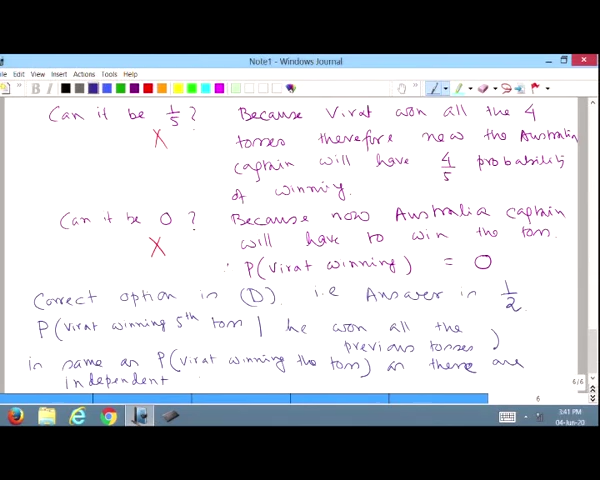 Note1 - Windows Journal
File Edit View Insert Actions Tools Help
Can it be 1/5 ? Because Virat won all the 4
X tosses therefore now the Australia
captain will have 4/5 probability
of winning.
Can it be 0 ? Because now Australia captain
X will have to win the toss.
∴ P(Virat winning) = 0
Correct option is (D). i.e Answer is 1/2.
P(Virat winning 5th toss | he won all the
previous tosses)
is same as P(Virat winning the toss) as these are
independent
6/6
6
3:41 PM
04-Jun-20